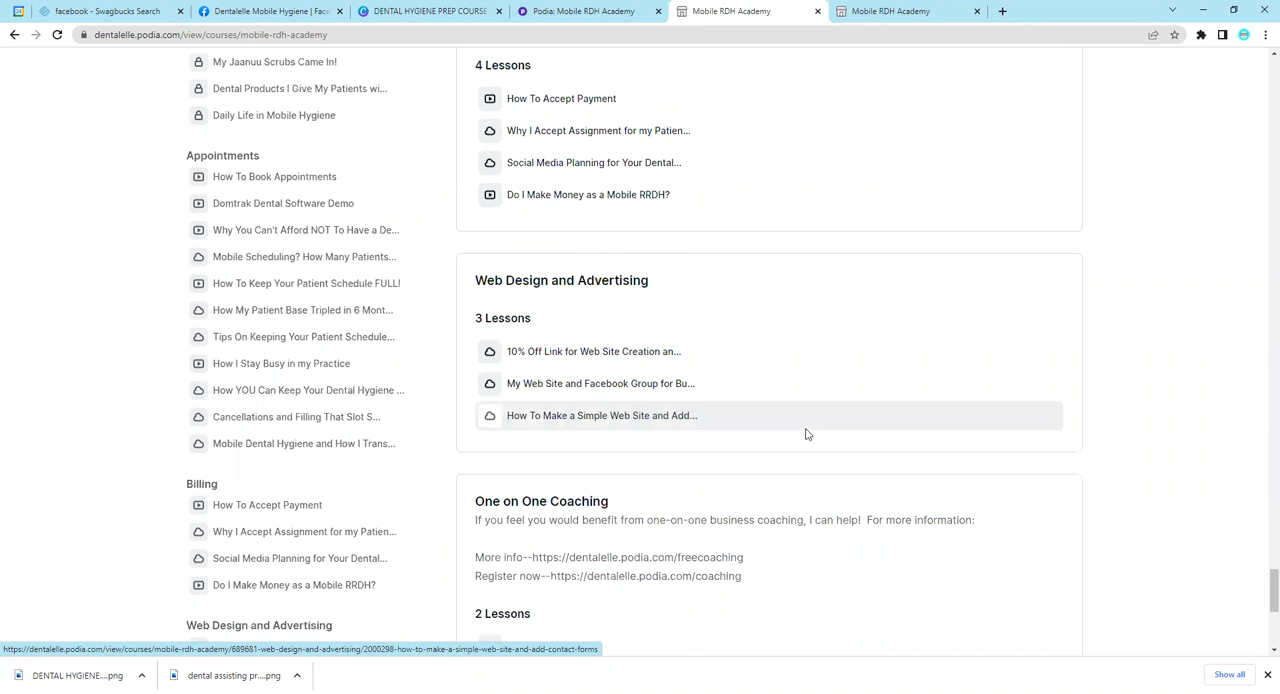 facebook - Swagbucks Search
Dentalelle Mobile Hygiene | Face
DENTAL HYGIENE PREP COURSE
Podia: Mobile RDH Academy
Mobile RDH Academy
Mobile RDH Academy
dentalelle.podia.com/view/courses/mobile-rdh-academy
My Jaanuu Scrubs Came In!
Dental Products I Give My Patients wi...
Daily Life in Mobile Hygiene
Appointments
How To Book Appointments
Domtrak Dental Software Demo
Why You Can't Afford NOT To Have a De...
Mobile Scheduling? How Many Patients...
How To Keep Your Patient Schedule FULL!
How My Patient Base Tripled in 6 Mont...
Tips On Keeping Your Patient Schedule...
How I Stay Busy in my Practice
How YOU Can Keep Your Dental Hygiene ...
Cancellations and Filling That Slot S...
Mobile Dental Hygiene and How I Trans...
Billing
How To Accept Payment
Why I Accept Assignment for my Patien...
Social Media Planning for Your Dental...
Do I Make Money as a Mobile RRDH?
Web Design and Advertising
4 Lessons
How To Accept Payment
Why I Accept Assignment for my Patien...
Social Media Planning for Your Dental...
Do I Make Money as a Mobile RRDH?
Web Design and Advertising
3 Lessons
10% Off Link for Web Site Creation an...
My Web Site and Facebook Group for Bu...
How To Make a Simple Web Site and Add...
One on One Coaching
If you feel you would benefit from one-on-one business coaching, I can help! For more information:
More info--https://dentalelle.podia.com/freecoaching
Register now--https://dentalelle.podia.com/coaching
2 Lessons
https://dentalelle.podia.com/view/courses/mobile-rdh-academy/689681-web-design-and-advertising/2000298-how-to-make-a-simple-web-site-and-add-contact-forms
DENTAL HYGIENE....png
dental assisting pr....png
Show all